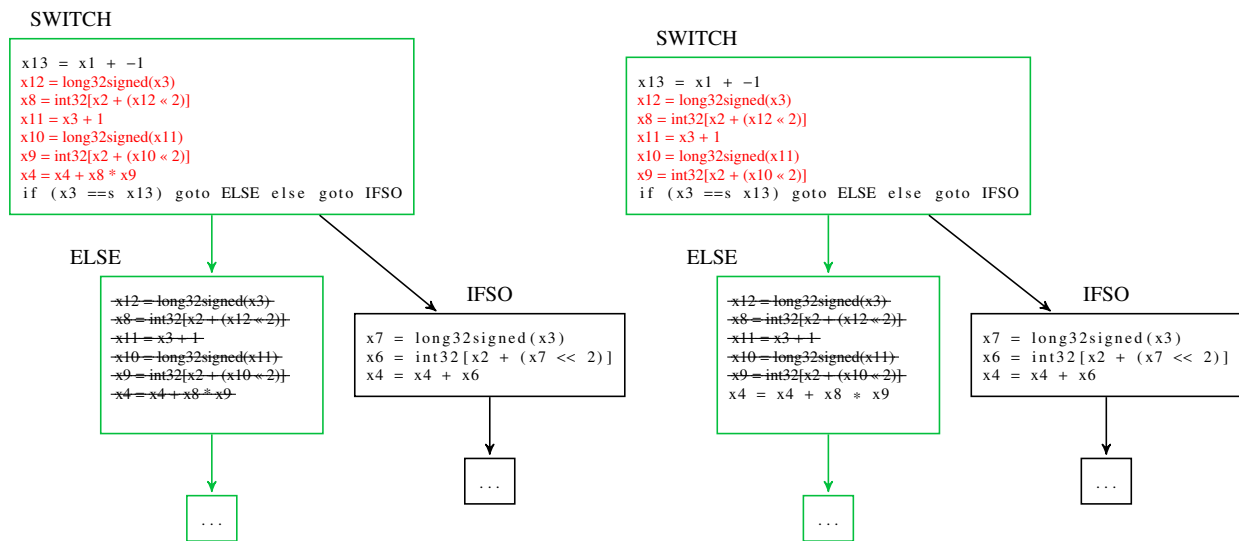 SWITCH
x13 = x1 + -1
x12 = long32signed(x3)
x8 = int32[x2 + (x12 « 2)]
x11 = x3 + 1
x10 = long32signed(x11)
x9 = int32[x2 + (x10 « 2)]
x4 = x4 + x8 * x9
if (x3 ==s x13) goto ELSE else goto IFSO
ELSE
x12 = long32signed(x3)
x8 = int32[x2 + (x12 « 2)]
x11 = x3 + 1
x10 = long32signed(x11)
x9 = int32[x2 + (x10 « 2)]
x4 = x4 + x8 * x9
...
IFSO
x7 = long32signed(x3)
x6 = int32[x2 + (x7 << 2)]
x4 = x4 + x6
...
SWITCH
x13 = x1 + -1
x12 = long32signed(x3)
x8 = int32[x2 + (x12 « 2)]
x11 = x3 + 1
x10 = long32signed(x11)
x9 = int32[x2 + (x10 « 2)]
if (x3 ==s x13) goto ELSE else goto IFSO
ELSE
x12 = long32signed(x3)
x8 = int32[x2 + (x12 « 2)]
x11 = x3 + 1
x10 = long32signed(x11)
x9 = int32[x2 + (x10 « 2)]
x4 = x4 + x8 * x9
...
IFSO
x7 = long32signed(x3)
x6 = int32[x2 + (x7 << 2)]
x4 = x4 + x6
...